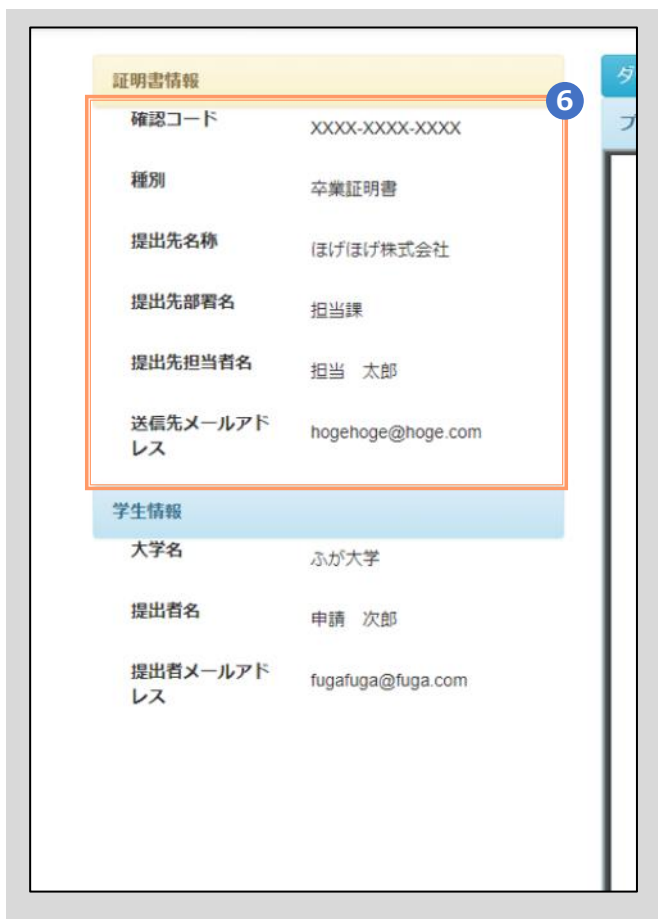 証明書情報
6
ダ
確認コード XXXX-XXXX-XXXX
プ
種別 卒業証明書
提出先名称 ほげほげ株式会社
提出先部署名 担当課
提出先担当者名 担当　太郎
送信先メールアド
レス
hogehoge@hoge.com
学生情報
大学名 ふが大学
提出者名 申請　次郎
提出者メールアド
レス
fugafuga@fuga.com